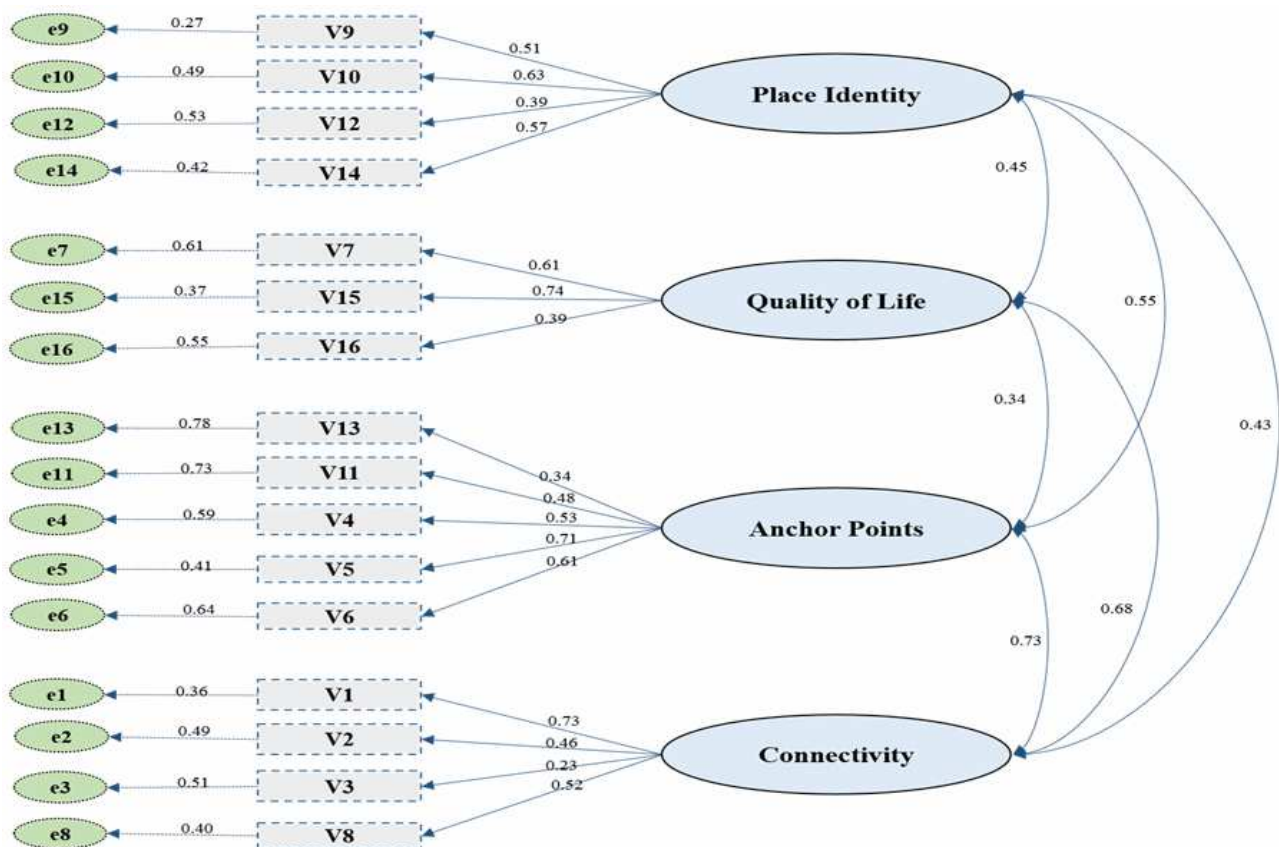 e9 0.27 V9
0.51
e10 0.49 V10
0.63
Place Identity
e12 0.53 V12
0.39
0.57
e14 0.42 V14
0.45
e7 0.61 V7
0.61
e15 0.37 V15
0.74
Quality of Life
0.55
e16 0.55 V16
0.39
0.34
0.43
e13 0.78 V13
0.34
e11 0.73 V11
0.48
e4 0.59 V4
0.53
Anchor Points
e5 0.41 V5
0.71
0.61
e6 0.64 V6
0.68
0.73
e1 0.36 V1
0.73
e2 0.49 V2
0.46
Connectivity
e3 0.51 V3
0.23
0.52
e8 0.40 V8